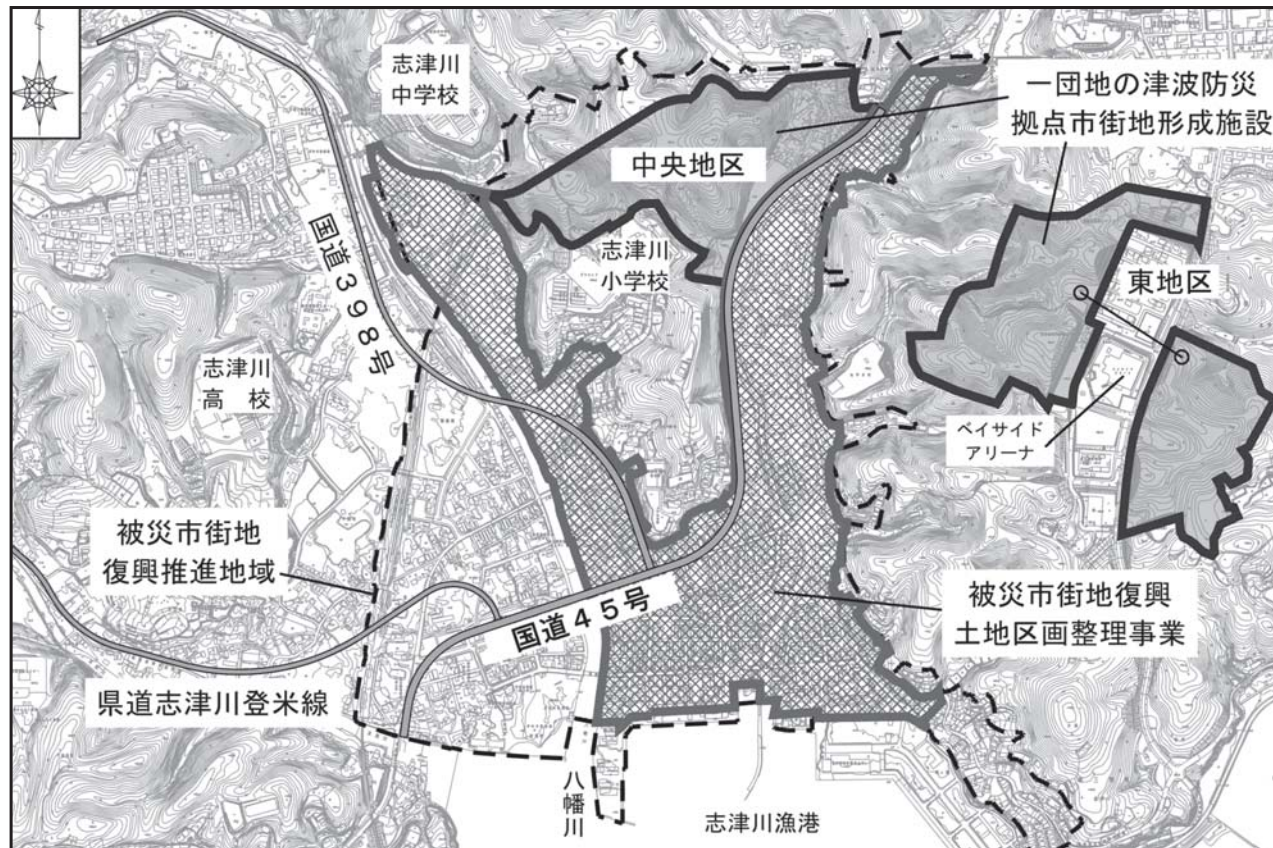 志津川
中学校
一団地の津波防災
拠点市街地形成施設
中央地区
国道398号
志津川
小学校
東地区
志津川
高 校
ベイサイド
アリーナ
被災市街地
復興推進地域
国道45号
被災市街地復興
土地区画整理事業
県道志津川登米線
八幡川
志津川漁港